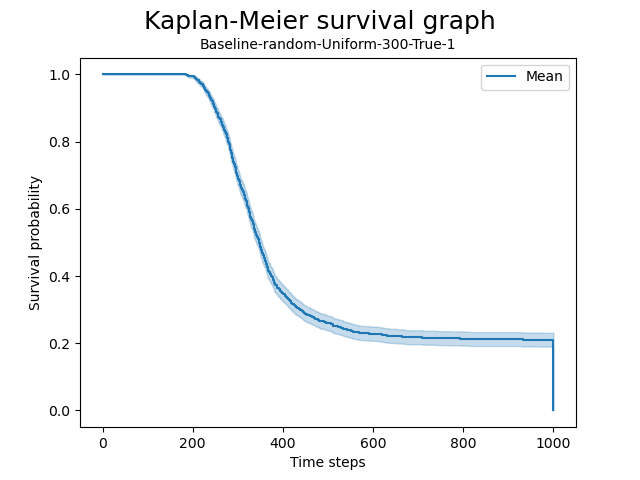 Kaplan-Meier survival graph
Baseline-random-Uniform-300-True-1
Mean
1.0
0.8
0.6
0.4
0.2
0.0
Survival probability
0 200 400 600 800 1000
Time steps